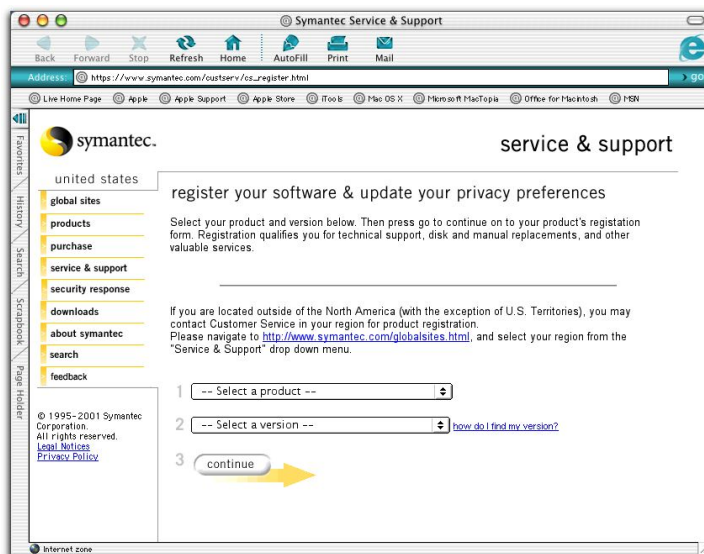 Symantec Service & Support
Back Forward Stop Refresh Home AutoFill Print Mail
Address: https://www.symantec.com/custserv/cs_register.html go
Live Home Page Apple Apple Support Apple Store iTools Mac OS X Microsoft MacTopia Office for Macintosh MSN
Favorites
History
Search
Scrapbook
Page Holder
symantec.
service & support
united states
global sites
products
purchase
service & support
security response
downloads
about symantec
search
feedback
© 1995-2001 Symantec
Corporation.
All rights reserved.
Legal Notices
Privacy Policy
register your software & update your privacy preferences
Select your product and version below. Then press go to continue on to your product's registation
form. Registration qualifies you for technical support, disk and manual replacements, and other
valuable services.
If you are located outside of the North America (with the exception of U.S. Territories), you may
contact Customer Service in your region for product registration.
Please navigate to http://www.symantec.com/globalsites.html, and select your region from the
"Service & Support" drop down menu.
1 -- Select a product --
2 -- Select a version -- how do I find my version?
3 continue
Internet zone